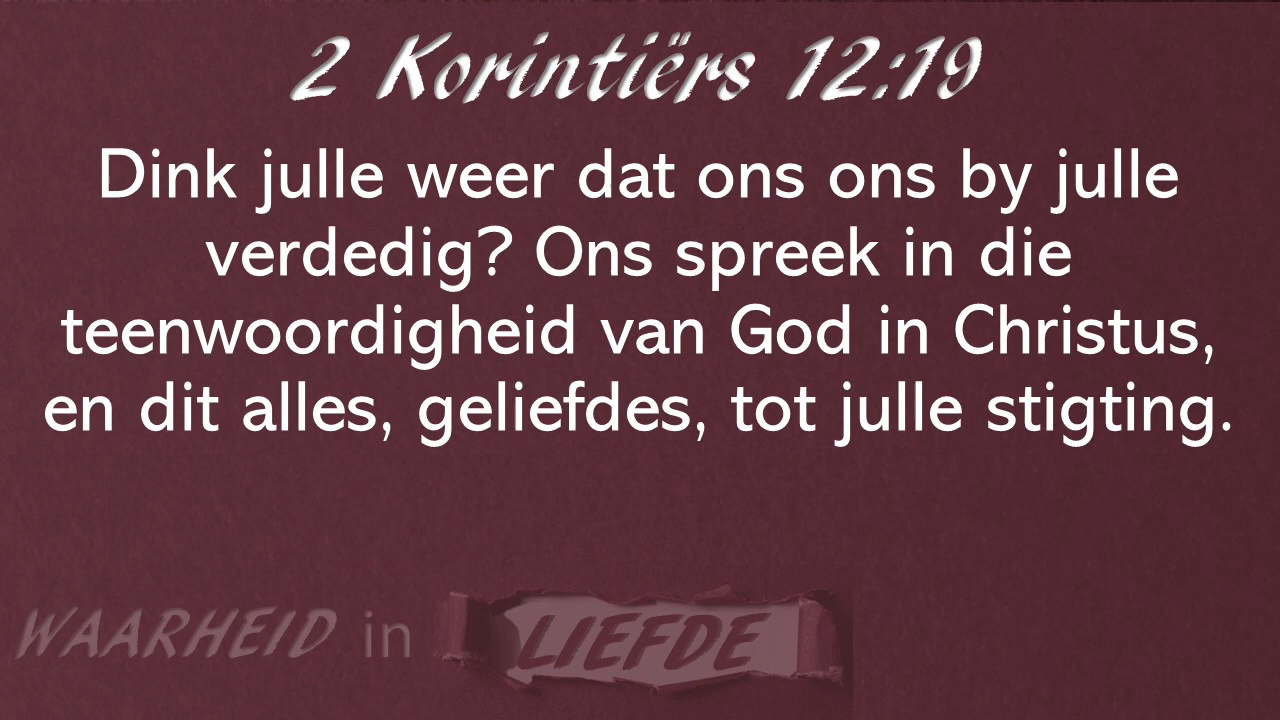 2 Korintiërs 12:19
Dink julle weer dat ons ons by julle
verdedig? Ons spreek in die
teenwoordigheid van God in Christus,
en dit alles, geliefdes, tot julle stigting.
WAARHEID in LIEFDE